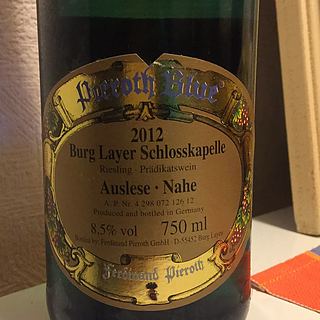 Pieroth Blue
2012
Burg Layer Schlosskapelle
Riesling · Prädikatswein
Auslese · Nahe
A. P. Nr. 4 298 072 126 12
Produced and bottled in Germany
8,5% vol 750 ml
Bottled by: Ferdinand Pieroth GmbH · D-55452 Burg Layen
Ferdinand Pieroth